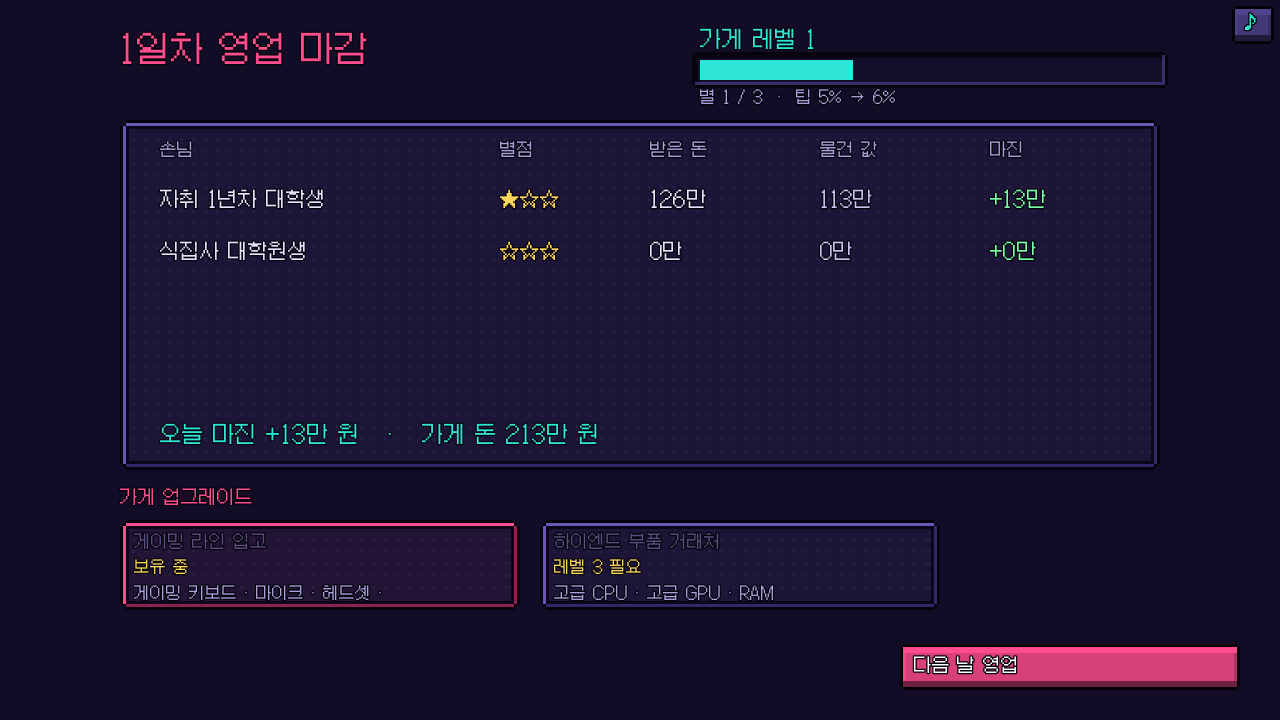 1일차 영업 마감
가게 레벨 1
별 1 / 3 · 팁 5% → 6%
손님 별점 받은 돈 물건 값 마진
자취 1년차 대학생 ★☆☆ 126만 113만 +13만
식집사 대학원생 ☆☆☆ 0만 0만 +0만
오늘 마진 +13만 원 · 가게 돈 213만 원
가게 업그레이드
게이밍 라인 입고
보유 중
게이밍 키보드 · 마이크 · 헤드셋 ·
하이엔드 부품 거래처
레벨 3 필요
고급 CPU · 고급 GPU · RAM
다음 날 영업